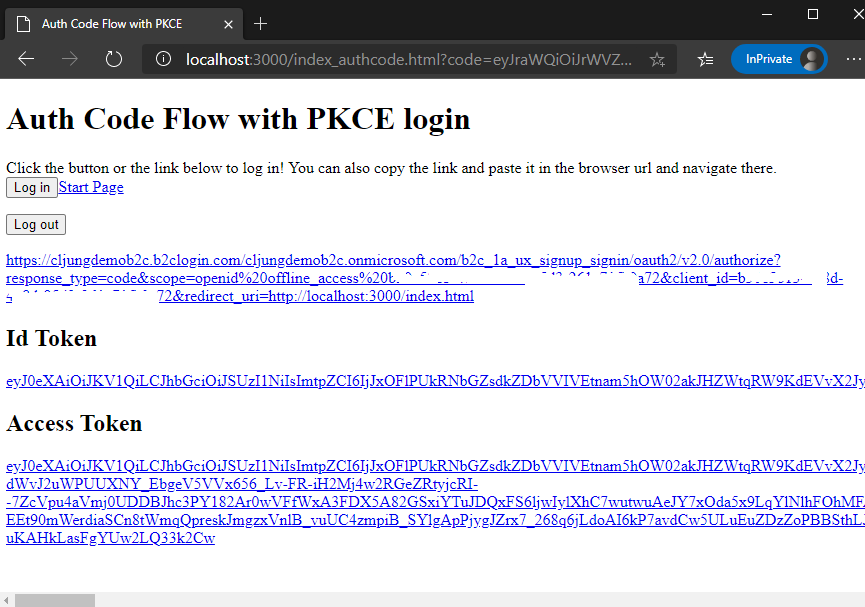 Auth Code Flow with PKCE
localhost:3000/index_authcode.html?code=eyJraWQiOiJrWVZ...
InPrivate
Auth Code Flow with PKCE login
Click the button or the link below to log in! You can also copy the link and paste it in the browser url and navigate there.
Log in Start Page
Log out
https://cljungdemob2c.b2clogin.com/cljungdemob2c.onmicrosoft.com/b2c_1a_ux_signup_signin/oauth2/v2.0/authorize?
response_type=code&scope=openid%20offline_access%20b a72&client_id=b 8d-
72&redirect_uri=http://localhost:3000/index.html
Id Token
eyJ0eXAiOiJKV1QiLCJhbGciOiJSUzI1NiIsImtpZCI6IjJxOFlPUkRNbGZsdkZDbVVIVEtnam5hOW02akJHZWtqRW9KdEVvX2Jy
Access Token
eyJ0eXAiOiJKV1QiLCJhbGciOiJSUzI1NiIsImtpZCI6IjJxOFlPUkRNbGZsdkZDbVVIVEtnam5hOW02akJHZWtqRW9KdEVvX2Jy
dWvJ2uWPUUXNY_EbgeV5VVx656_Lv-FR-iH2Mj4w2RGeZRtyjcRI-
-7ZcVpu4aVmj0UDDBJhc3PY182Ar0wVFfWxA3FDX5A82GSxiYTuJDQxFS6ljwIylXhC7wutwuAeJY7xOda5x9LqYlNlhFOhMFA
EEt90mWerdiaSCn8tWmqQpreskJmgzxVnlB_vuUC4zmpiB_SYlgApPjygJZrx7_268q6jLdoAI6kP7avdCw5ULuEuZDzZoPBBSthL
uKAHkLasFgYUw2LQ33k2Cw